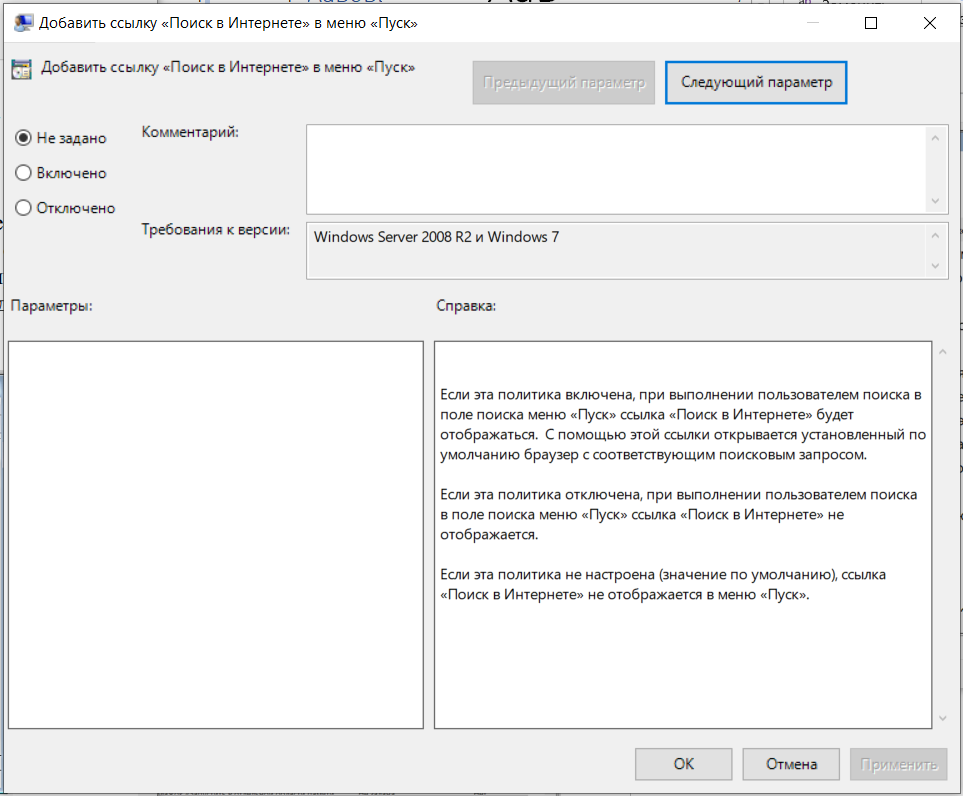 Добавить ссылку «Поиск в Интернете» в меню «Пуск»
Добавить ссылку «Поиск в Интернете» в меню «Пуск»
Предыдущий параметр
Следующий параметр
Не задано
Включено
Отключено
Комментарий:
Требования к версии:
Windows Server 2008 R2 и Windows 7
Параметры:
Справка:
Если эта политика включена, при выполнении пользователем поиска в
поле поиска меню «Пуск» ссылка «Поиск в Интернете» будет
отображаться.  С помощью этой ссылки открывается установленный по
умолчанию браузер с соответствующим поисковым запросом.
Если эта политика отключена, при выполнении пользователем поиска
в поле поиска меню «Пуск» ссылка «Поиск в Интернете» не
отображается.
Если эта политика не настроена (значение по умолчанию), ссылка
«Поиск в Интернете» не отображается в меню «Пуск».
ОК
Отмена
Применить